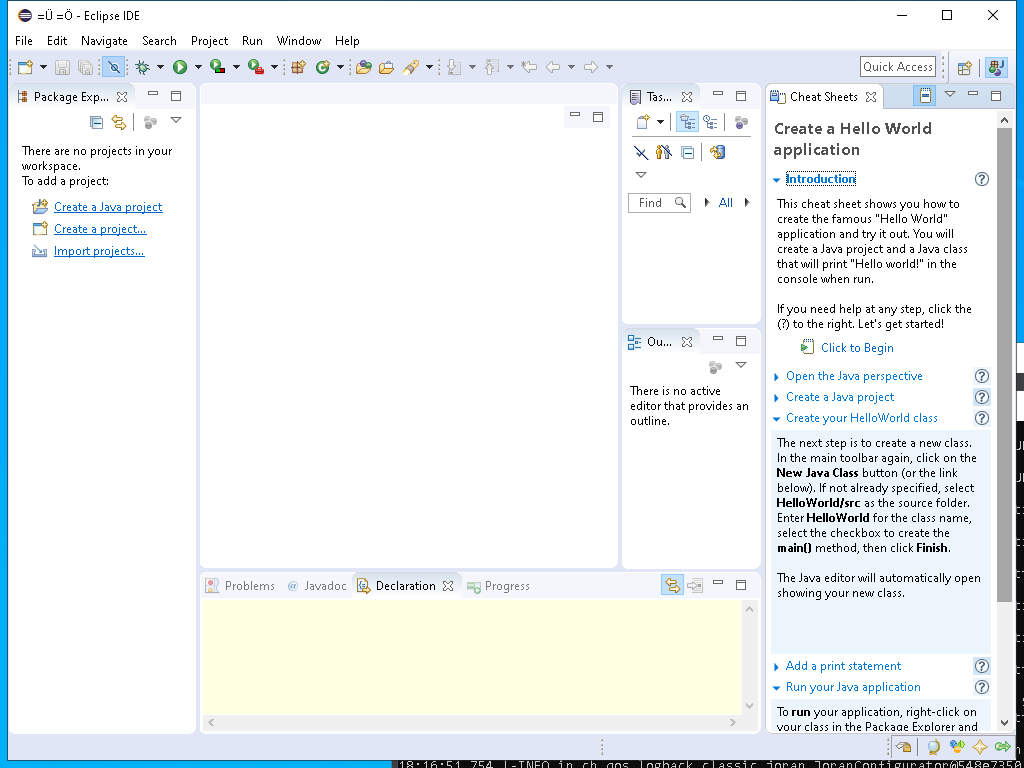 =Ü =Ö - Eclipse IDE
File Edit Navigate Search Project Run Window Help
Quick Access
Package Exp...
There are no projects in your
workspace.
To add a project:
Create a Java project
Create a project...
Import projects...
Tas...
Find
All
Ou...
There is no active
editor that provides an
outline.
Problems
@ Javadoc
Declaration
Progress
Cheat Sheets
Create a Hello World
application
Introduction
This cheat sheet shows you how to
create the famous "Hello World"
application and try it out. You will
create a Java project and a Java class
that will print "Hello world!" in the
console when run.
If you need help at any step, click the
(?) to the right. Let's get started!
Click to Begin
Open the Java perspective
Create a Java project
Create your HelloWorld class
The next step is to create a new class.
In the main toolbar again, click on the
New Java Class button (or the link
below). If not already specified, select
HelloWorld/src as the source folder.
Enter HelloWorld for the class name,
select the checkbox to create the
main() method, then click Finish.
The Java editor will automatically open
showing your new class.
Add a print statement
Run your Java application
To run your application, right-click on
your class in the Package Explorer and
18:16:51,754 |-INFO in ch.qos.logback.classic.joran.JoranConfigurator@548e7350